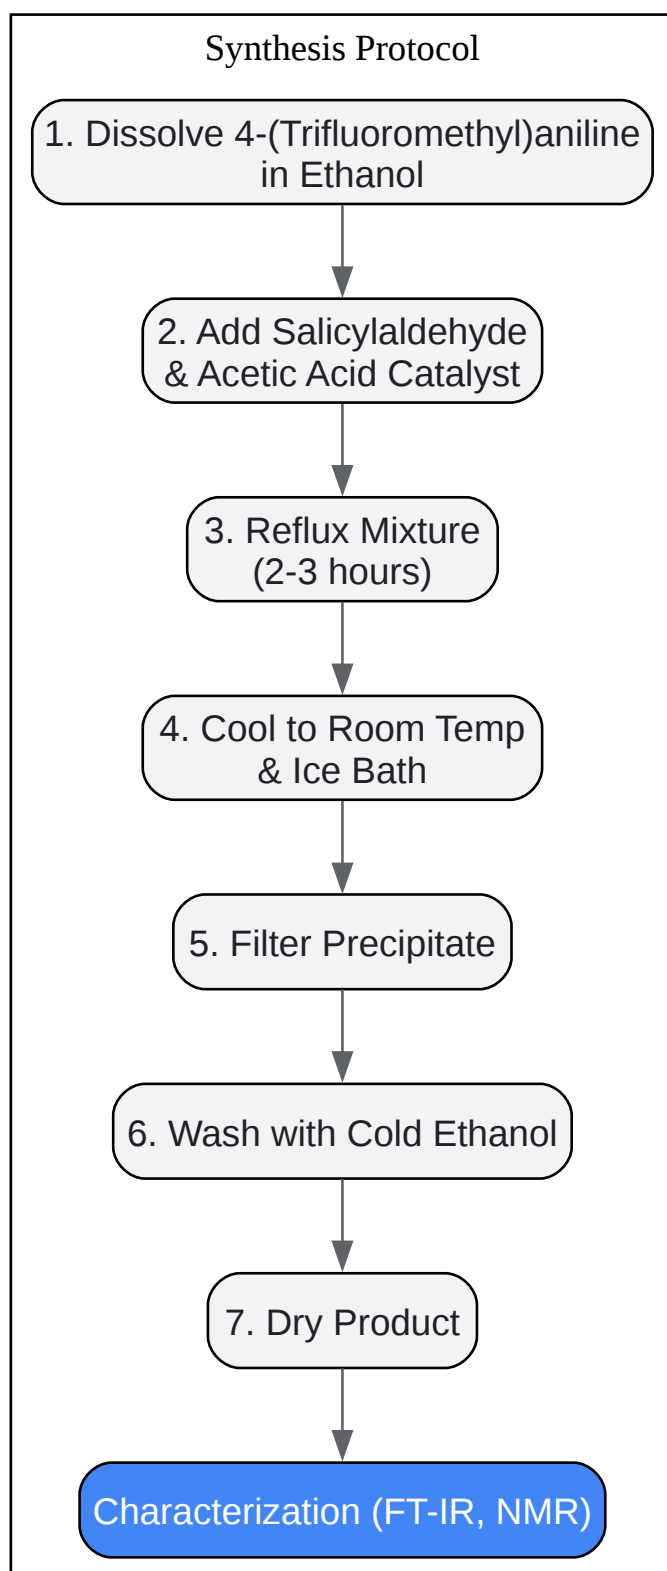 Synthesis Protocol
1. Dissolve 4-(Trifluoromethyl)aniline
in Ethanol
2. Add Salicylaldehyde
& Acetic Acid Catalyst
3. Reflux Mixture
(2-3 hours)
4. Cool to Room Temp
& Ice Bath
5. Filter Precipitate
6. Wash with Cold Ethanol
7. Dry Product
Characterization (FT-IR, NMR)